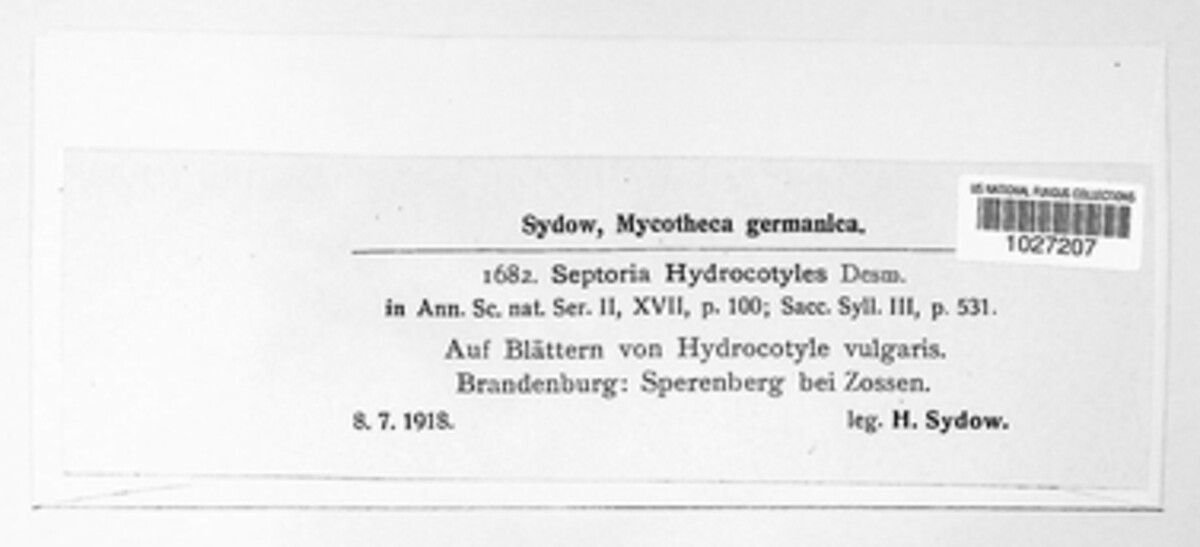 US NATIONAL FUNGUS COLLECTIONS
1027207
Sydow, Mycotheca germanica.
1682. Septoria Hydrocotyles Desm.
in Ann. Sc. nat. Ser. II, XVII, p. 100; Sacc. Syll. III, p. 531.
Auf Blättern von Hydrocotyle vulgaris.
Brandenburg: Sperenberg bei Zossen.
8. 7. 1918. leg. H. Sydow.